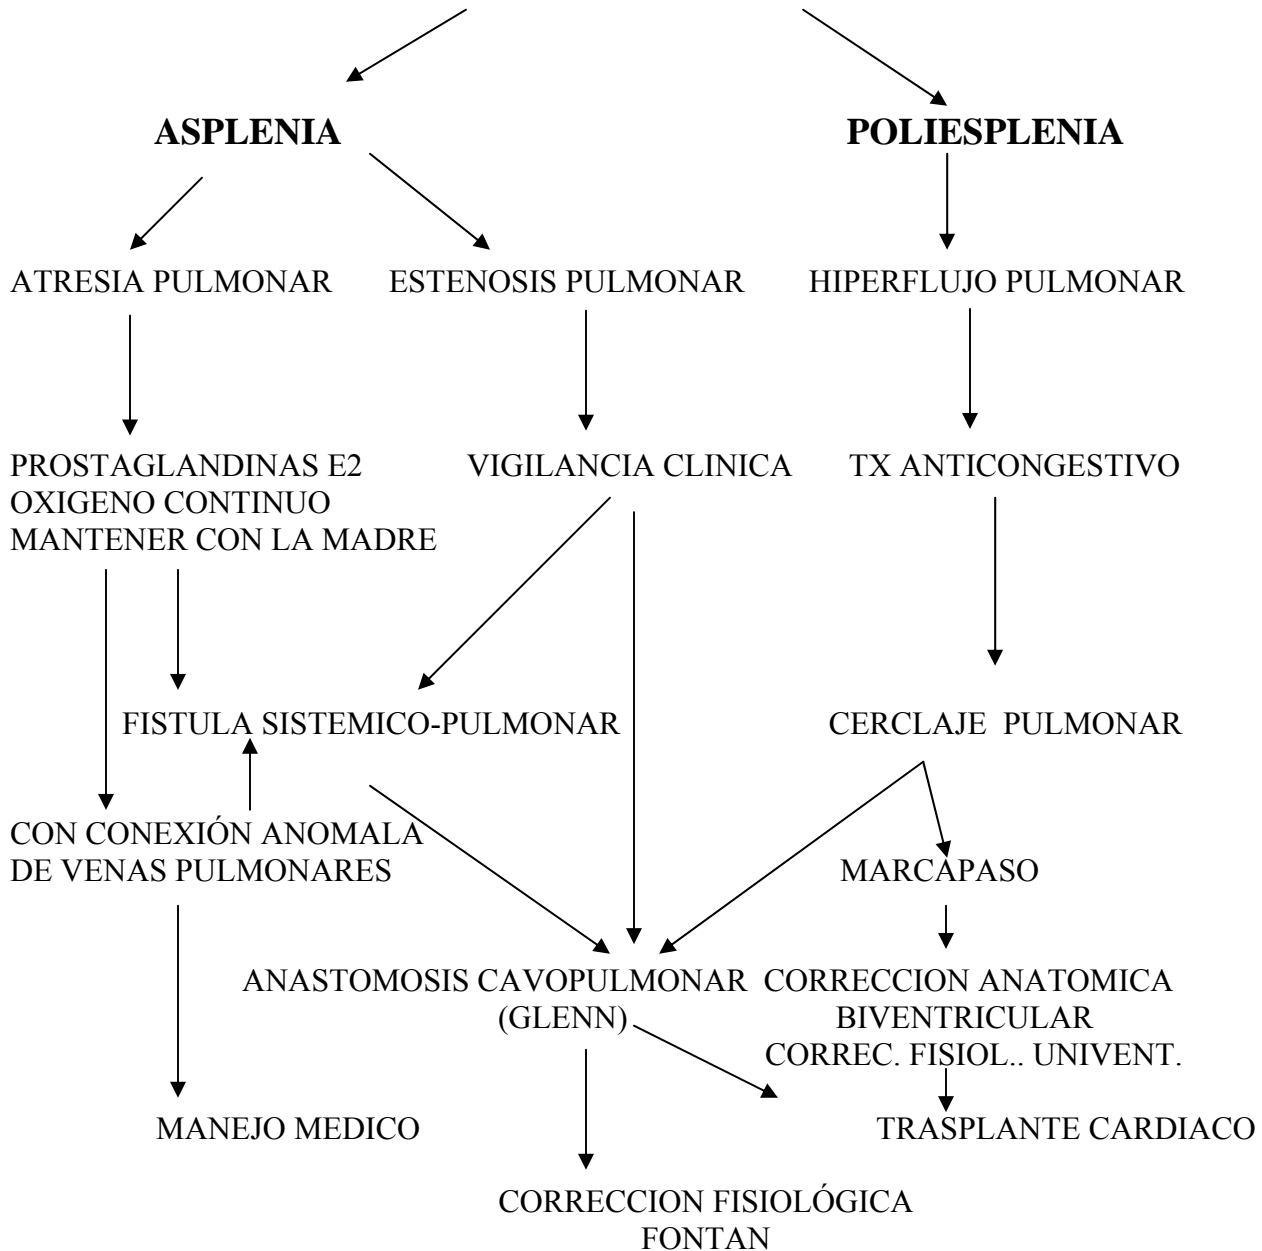 ASPLENIA
POLIESPLENIA
ATRESIA PULMONAR
ESTENOSIS PULMONAR
HIPERFLUJO PULMONAR
PROSTAGLANDINAS E2
OXIGENO CONTINUO
MANTENER CON LA MADRE
VIGILANCIA CLINICA
TX ANTICONGESTIVO
FISTULA SISTEMICO-PULMONAR
CERCLAJE PULMONAR
CON CONEXIÓN ANOMALA
DE VENAS PULMONARES
MARCAPASO
ANASTOMOSIS CAVOPULMONAR
(GLENN)
CORRECCION ANATOMICA
BIVENTRICULAR
CORREC. FISIOL.. UNIVENT.
MANEJO MEDICO
TRASPLANTE CARDIACO
CORRECCION FISIOLÓGICA
FONTAN